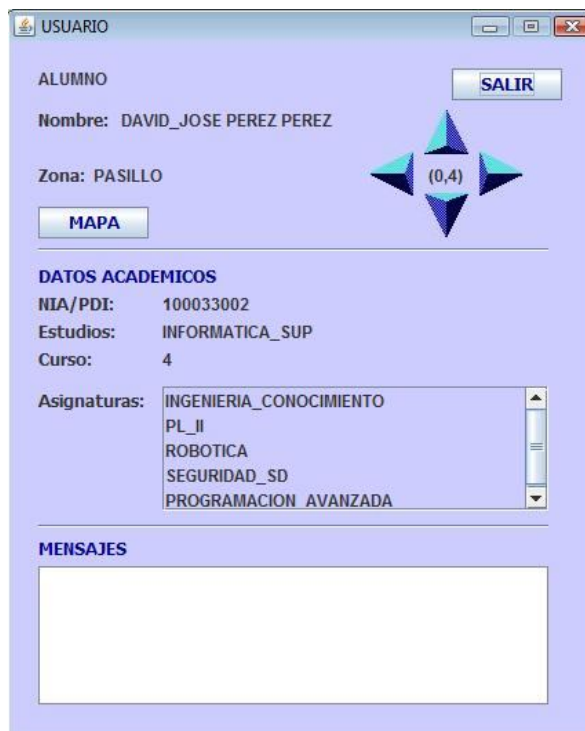 USUARIO
ALUMNO
SALIR
Nombre: DAVID_JOSE PEREZ PEREZ
Zona: PASILLO
(0,4)
MAPA
DATOS ACADEMICOS
NIA/PDI: 100033002
Estudios: INFORMATICA_SUP
Curso: 4
Asignaturas: INGENIERIA_CONOCIMIENTO
PL_II
ROBOTICA
SEGURIDAD_SD
PROGRAMACION_AVANZADA
MENSAJES